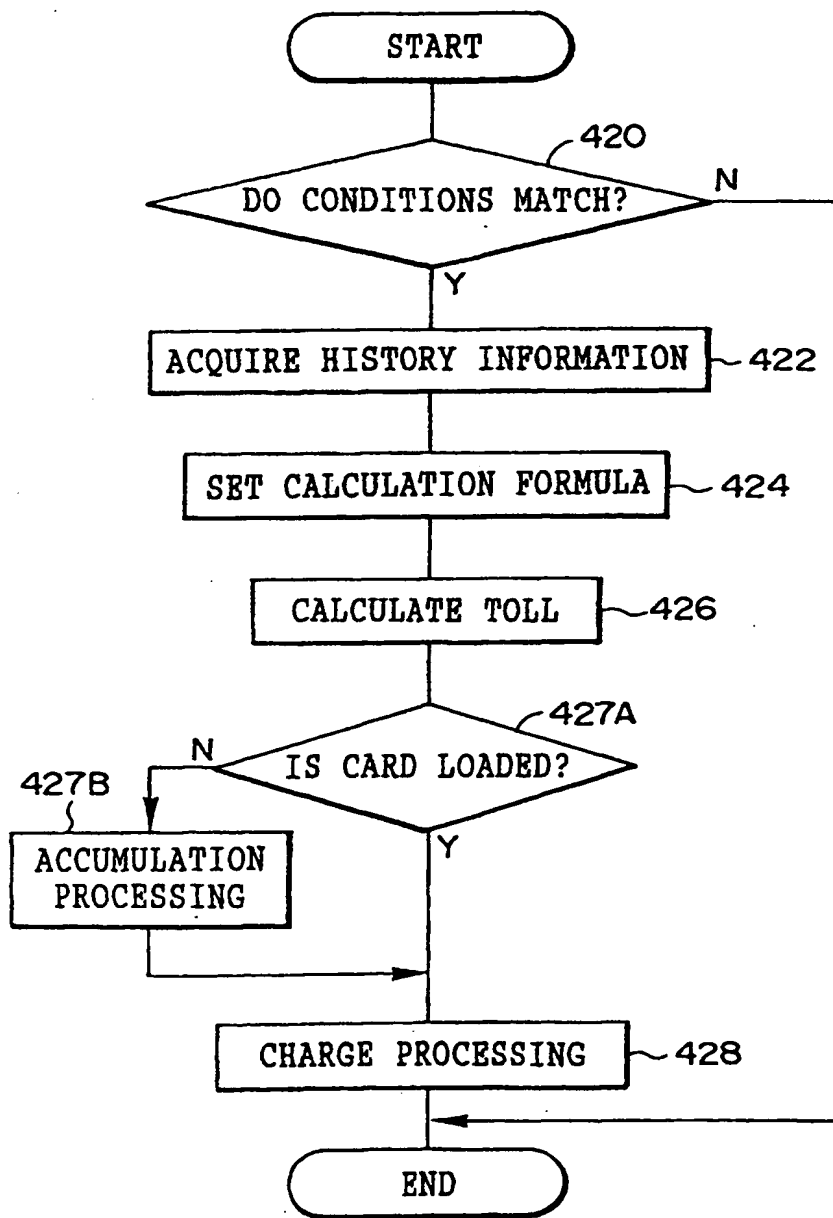 START
420
DO CONDITIONS MATCH?
N
Y
ACQUIRE HISTORY INFORMATION
422
SET CALCULATION FORMULA
424
CALCULATE TOLL
426
427A
N
IS CARD LOADED?
427B
Y
ACCUMULATION
PROCESSING
CHARGE PROCESSING
428
END